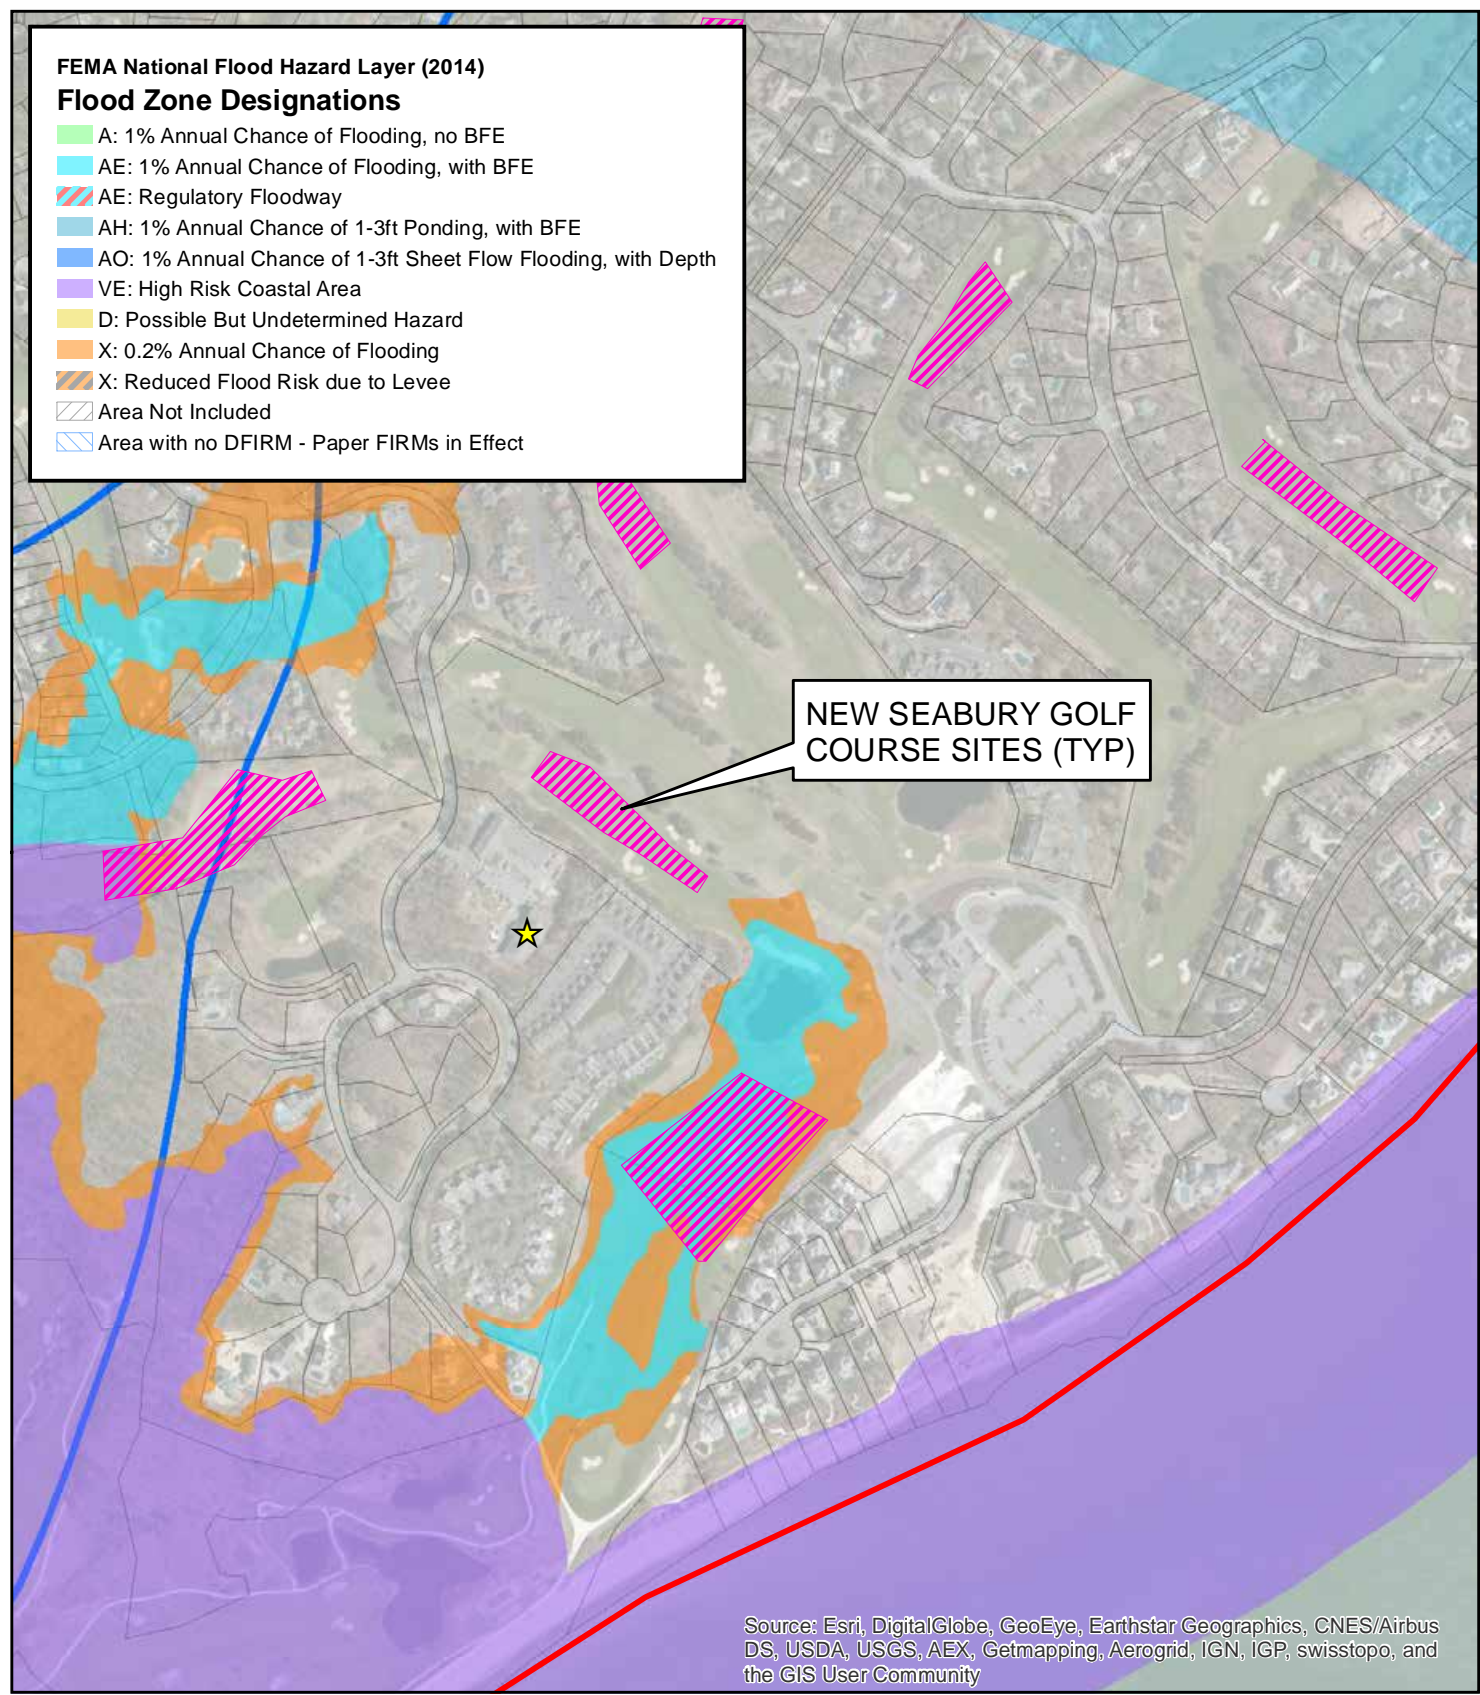 FEMA National Flood Hazard Layer (2014)
Flood Zone Designations
A: 1% Annual Chance of Flooding, no BFE
AE: 1% Annual Chance of Flooding, with BFE
AE: Regulatory Floodway
AH: 1% Annual Chance of 1-3ft Ponding, with BFE
AO: 1% Annual Chance of 1-3ft Sheet Flow Flooding, with Depth
VE: High Risk Coastal Area
D: Possible But Undetermined Hazard
X: 0.2% Annual Chance of Flooding
X: Reduced Flood Risk due to Levee
Area Not Included
Area with no DFIRM - Paper FIRMs in Effect
NEW SEABURY GOLF
COURSE SITES (TYP)
Source: Esri, DigitalGlobe, GeoEye, Earthstar Geographics, CNES/Airbus
DS, USDA, USGS, AEX, Getmapping, Aerogrid, IGN, IGP, swisstopo, and
the GIS User Community